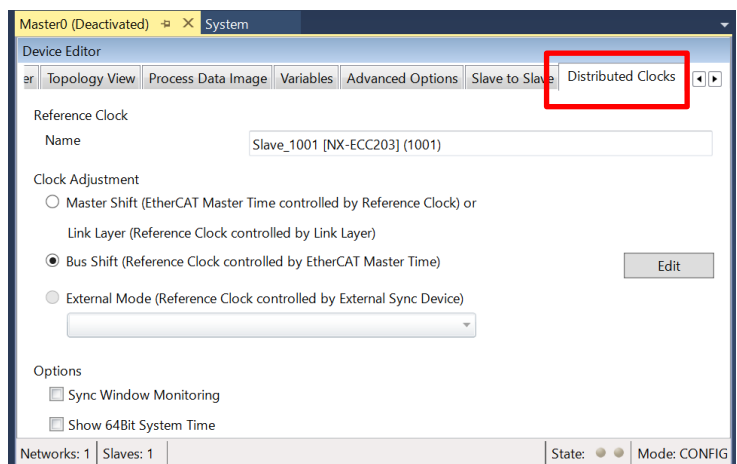 Master0 (Deactivated) System
Device Editor
er Topology View Process Data Image Variables Advanced Options Slave to Slave Distributed Clocks
Reference Clock
Name Slave_1001 [NX-ECC203] (1001)
Clock Adjustment
Master Shift (EtherCAT Master Time controlled by Reference Clock) or
Link Layer (Reference Clock controlled by Link Layer)
Bus Shift (Reference Clock controlled by EtherCAT Master Time) Edit
External Mode (Reference Clock controlled by External Sync Device)
Options
Sync Window Monitoring
Show 64Bit System Time
Networks: 1 Slaves: 1 State: Mode: CONFIG